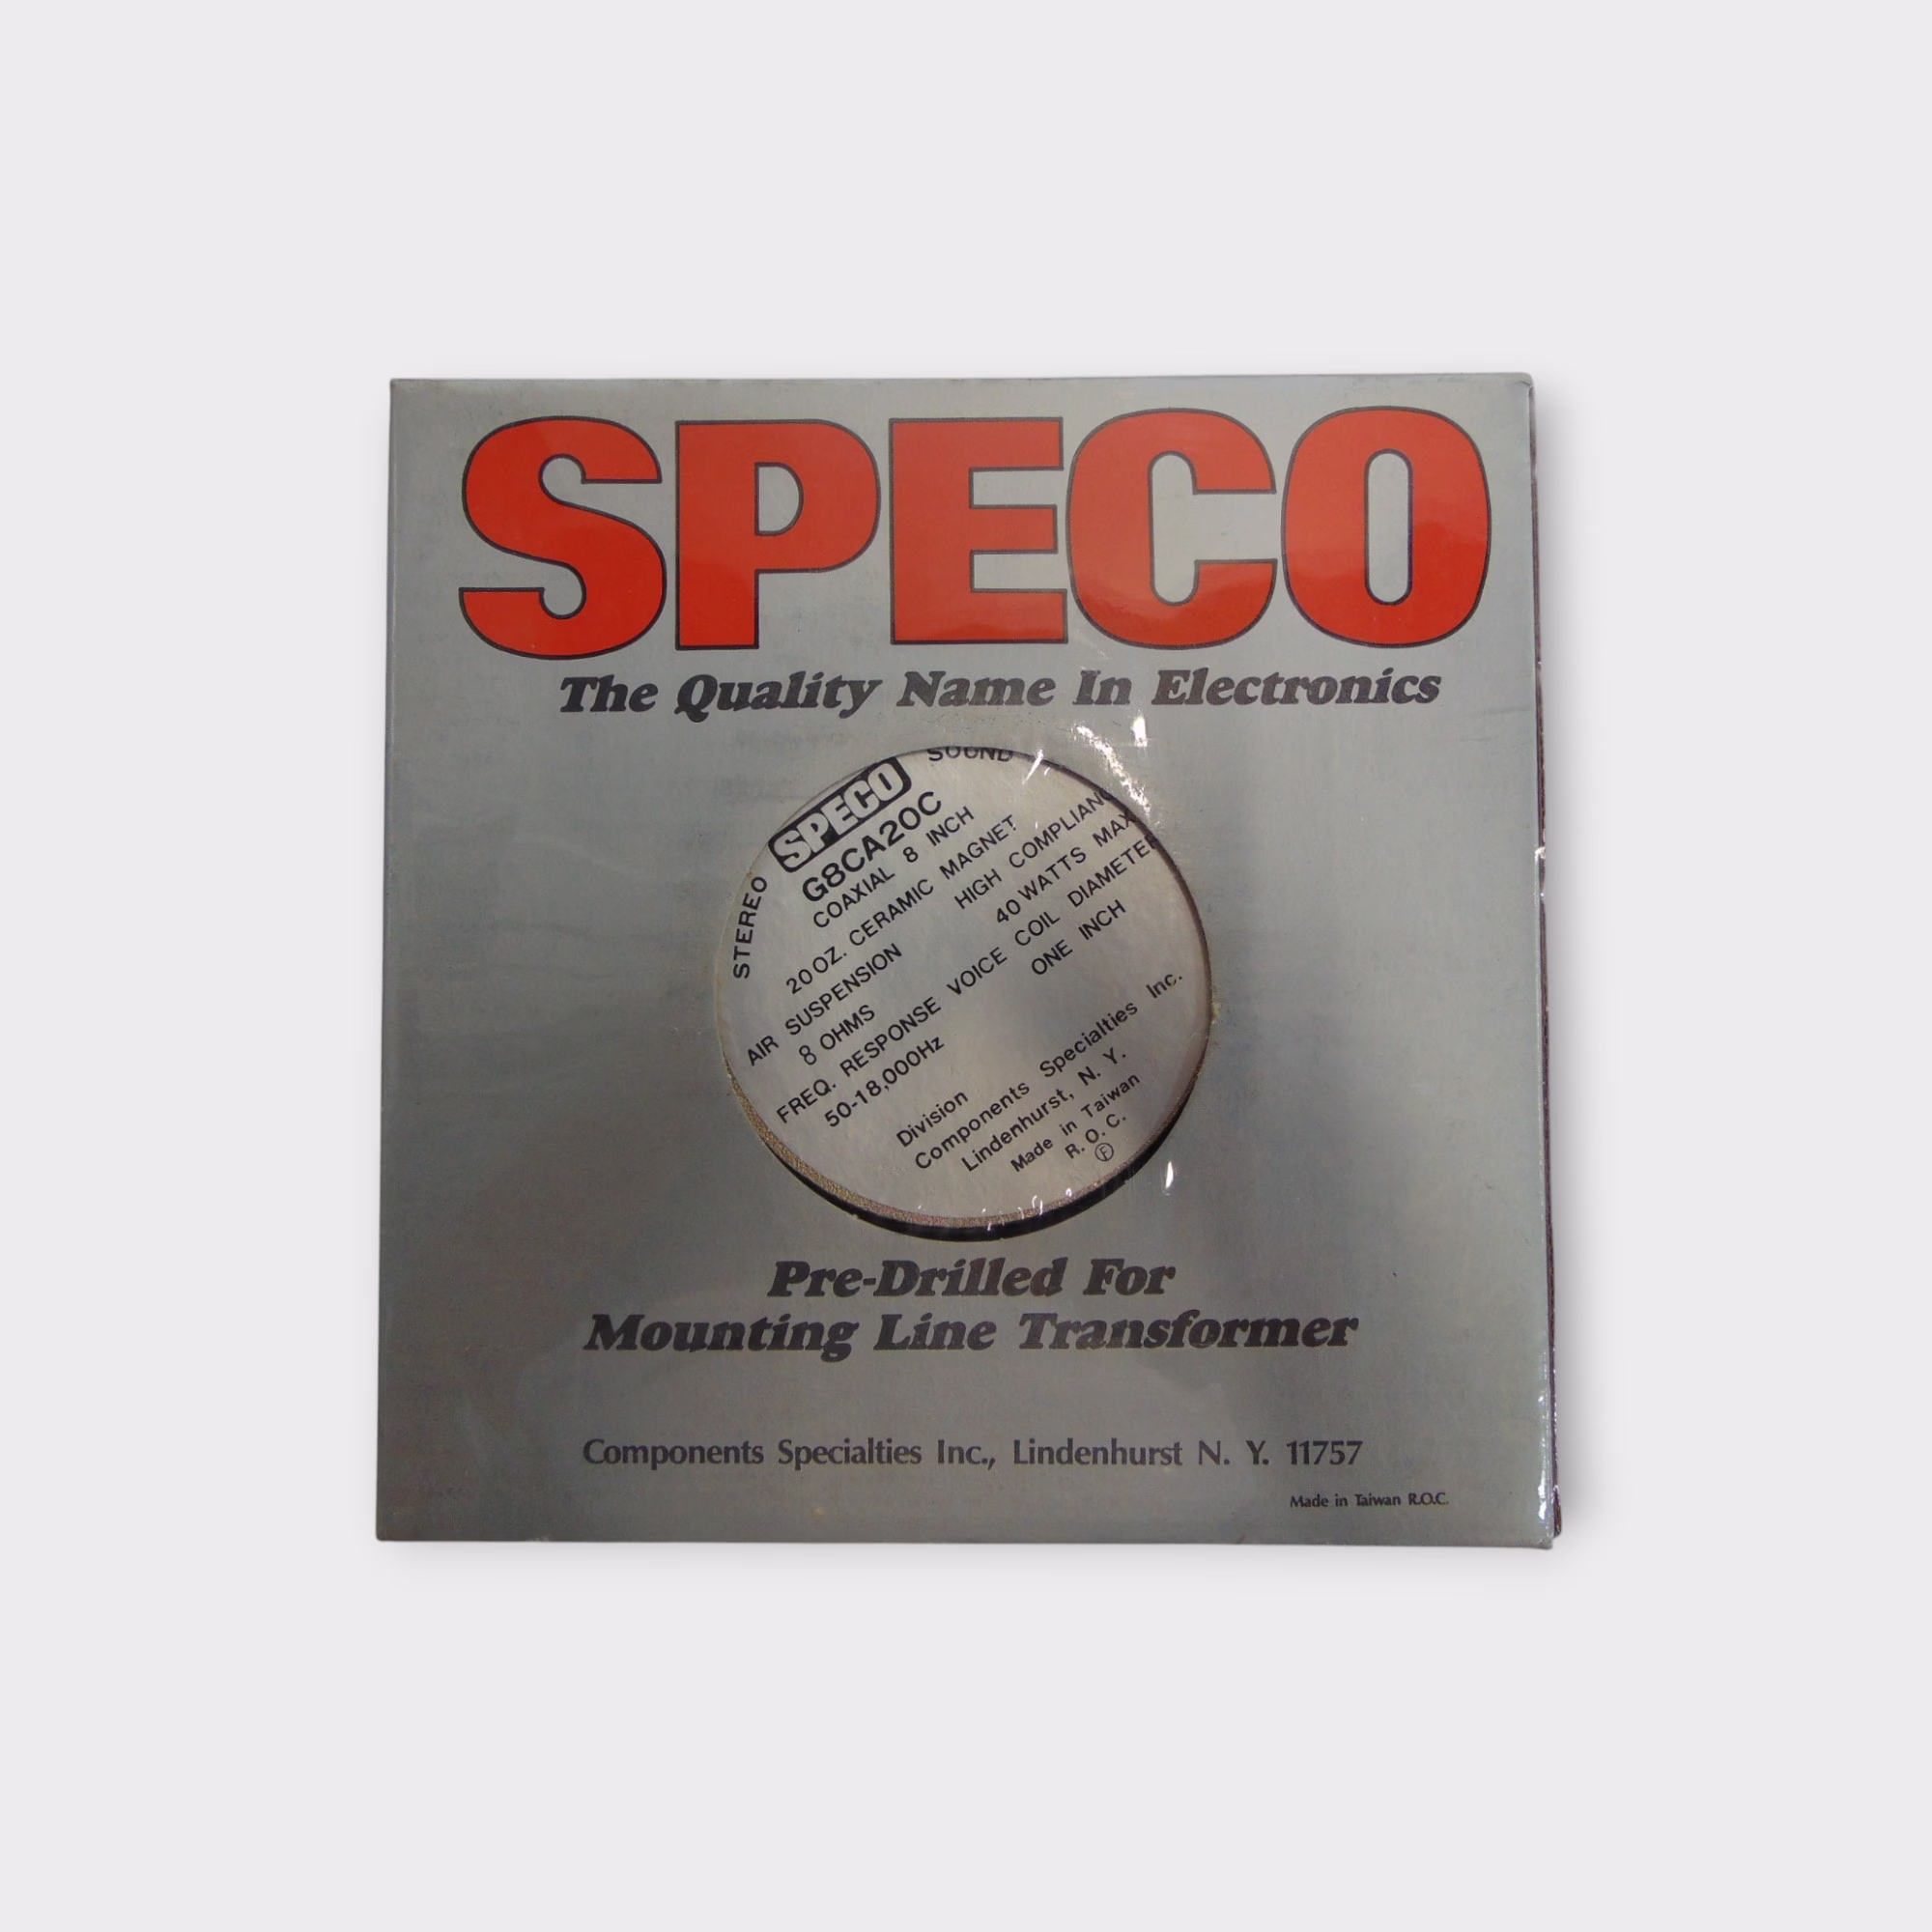 SPECO
The Quality Name In Electronics
STEREO SOUND
SPECO
G8CA20C
COAXIAL 8 INCH
20 OZ. CERAMIC MAGNET
AIR SUSPENSION HIGH COMPLIANC
8 OHMS 40 WATTS MAX
FREQ. RESPONSE VOICE COIL DIAMETER
50-18,000Hz ONE INCH
Division
Components Specialties Inc.
Lindenhurst, N. Y.
Made in Taiwan
R. O. C.
F
Pre-Drilled For
Mounting Line Transformer
Components Specialties Inc., Lindenhurst N. Y. 11757
Made in Taiwan R.O.C.